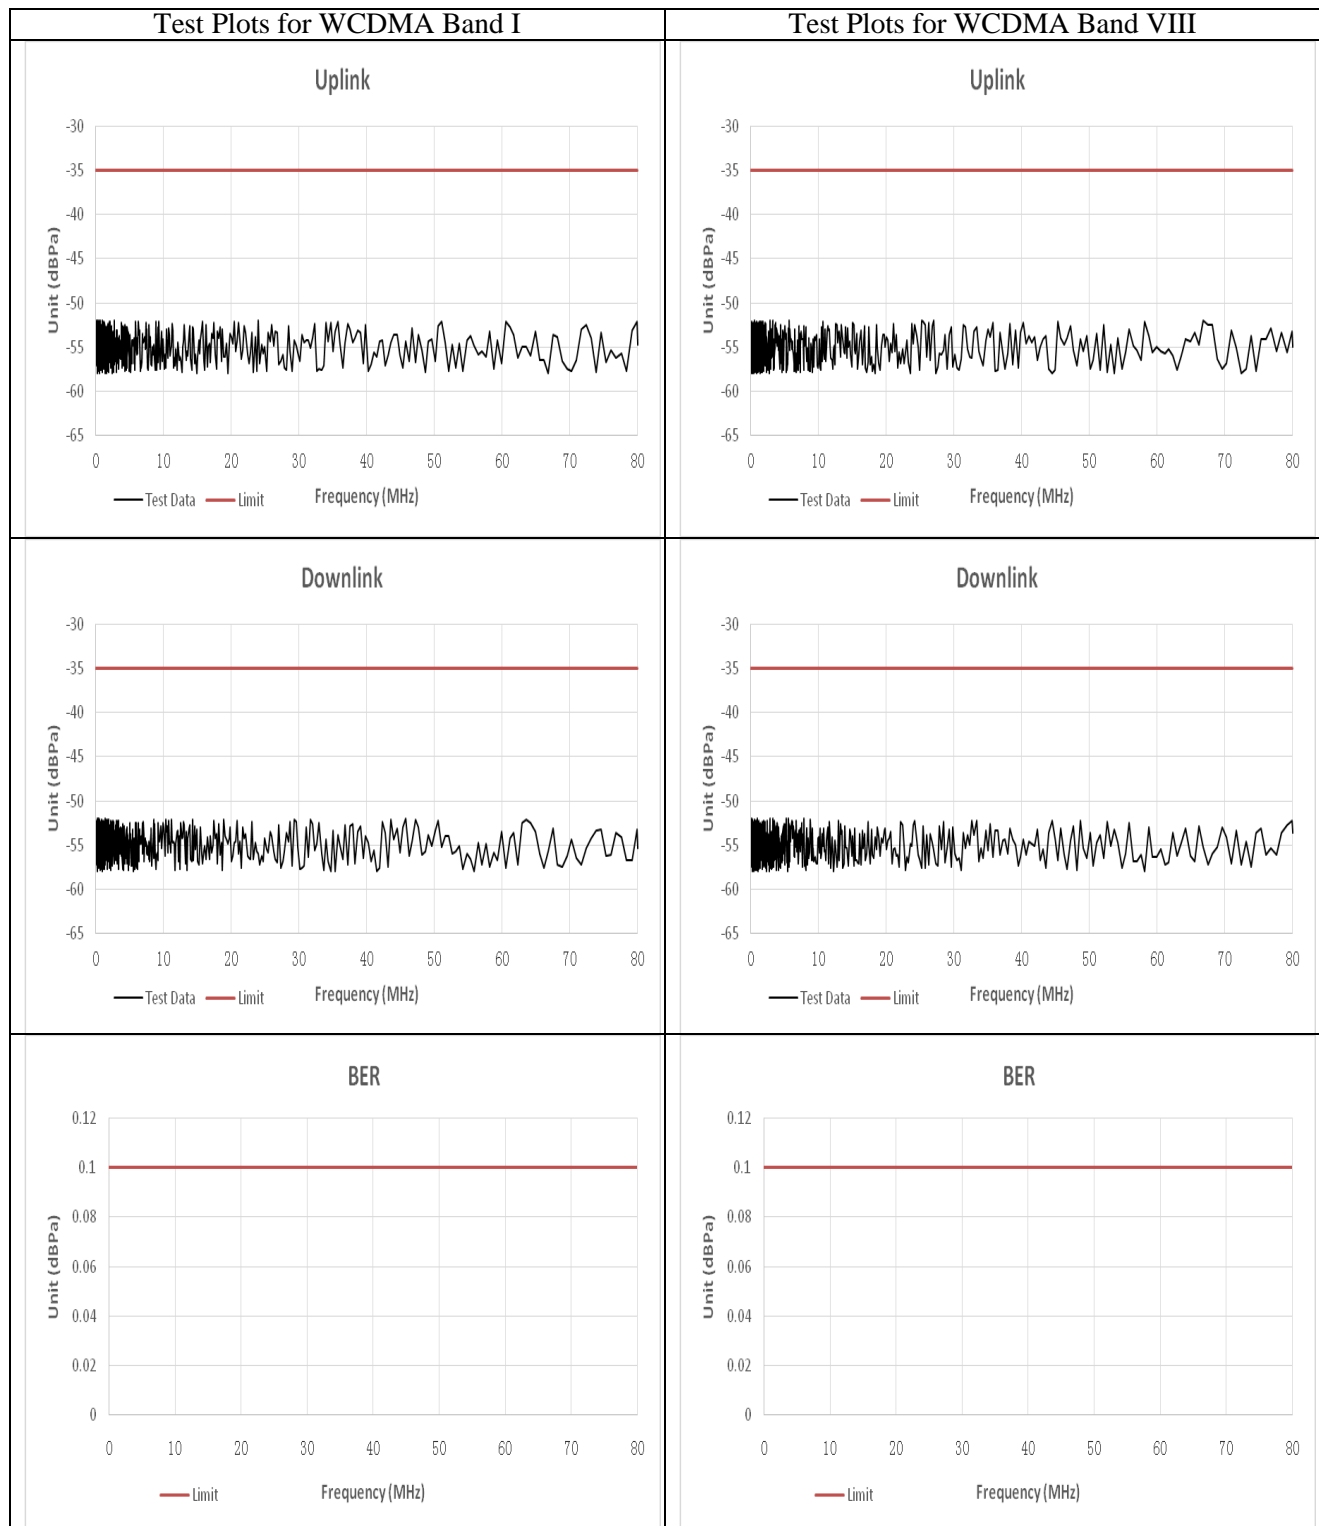 Test Plots for WCDMA Band I
Test Plots for WCDMA Band VIII
Uplink
-30
-35
-40
-45
-50
-55
-60
-65
Unit (dBPa)
0 10 20 30 40 50 60 70 80
Test Data Limit Frequency (MHz)
Uplink
-30
-35
-40
-45
-50
-55
-60
-65
Unit (dBPa)
0 10 20 30 40 50 60 70 80
Test Data Limit Frequency (MHz)
Downlink
-30
-35
-40
-45
-50
-55
-60
-65
Unit (dBPa)
0 10 20 30 40 50 60 70 80
Test Data Limit Frequency (MHz)
Downlink
-30
-35
-40
-45
-50
-55
-60
-65
Unit (dBPa)
0 10 20 30 40 50 60 70 80
Test Data Limit Frequency (MHz)
BER
0.12
0.1
0.08
0.06
0.04
0.02
0
Unit (dBPa)
0 10 20 30 40 50 60 70 80
Limit Frequency (MHz)
BER
0.12
0.1
0.08
0.06
0.04
0.02
0
Unit (dBPa)
0 10 20 30 40 50 60 70 80
Limit Frequency (MHz)